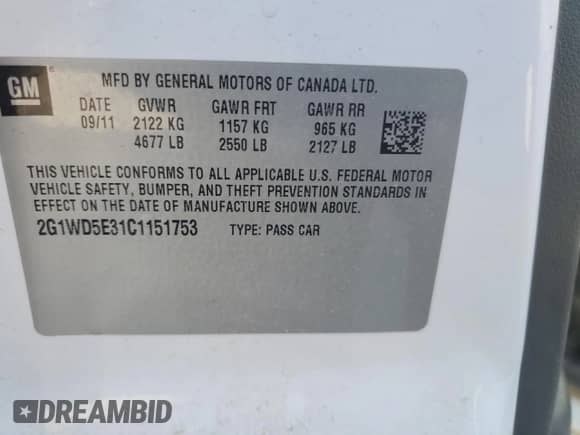 GM
MFD BY GENERAL MOTORS OF CANADA LTD.
DATE GVWR GAWR FRT GAWR RR
09/11 2122 KG 1157 KG 965 KG
4677 LB 2550 LB 2127 LB
THIS VEHICLE CONFORMS TO ALL APPLICABLE U.S. FEDERAL MOTOR
VEHICLE SAFETY, BUMPER, AND THEFT PREVENTION STANDARDS IN
EFFECT ON THE DATE OF MANUFACTURE SHOWN ABOVE.
2G1WD5E31C1151753 TYPE: PASS CAR
DREAMBID